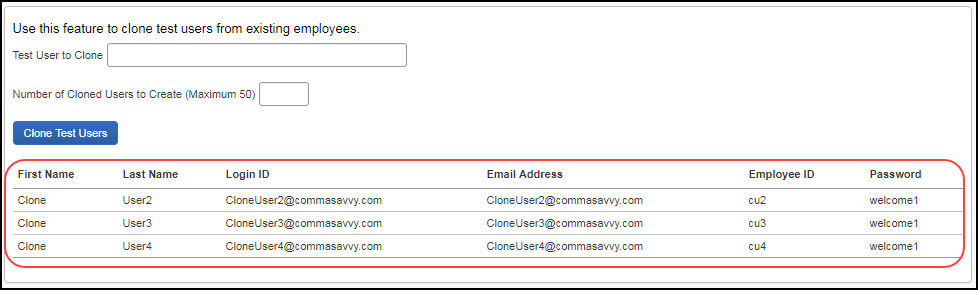 Use this feature to clone test users from existing employees.
Test User to Clone
Number of Cloned Users to Create (Maximum 50)
Clone Test Users
First Name Last Name Login ID Email Address Employee ID Password
Clone User2 CloneUser2@commasavvy.com CloneUser2@commasavvy.com cu2 welcome1
Clone User3 CloneUser3@commasavvy.com CloneUser3@commasavvy.com cu3 welcome1
Clone User4 CloneUser4@commasavvy.com CloneUser4@commasavvy.com cu4 welcome1